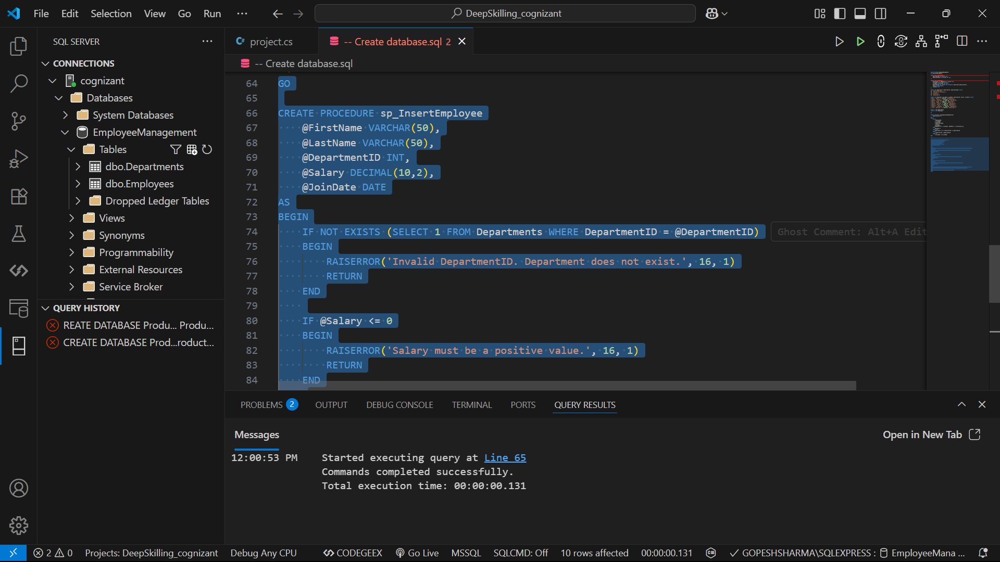 File Edit Selection View Go Run ··· DeepSkilling_cognizant
SQL SERVER ···
CONNECTIONS
cognizant
Databases
System Databases
EmployeeManagement
Tables
dbo.Departments
dbo.Employees
Dropped Ledger Tables
Views
Synonyms
Programmability
External Resources
Service Broker
QUERY HISTORY
REATE DATABASE Produ... Produ...
CREATE DATABASE Prod...roduct...
C# project.cs -- Create database.sql 2
-- Create database.sql
64 GO
65
66 CREATE PROCEDURE sp_InsertEmployee
67 @FirstName VARCHAR(50),
68 @LastName VARCHAR(50),
69 @DepartmentID INT,
70 @Salary DECIMAL(10,2),
71 @JoinDate DATE
72 AS
73 BEGIN
74 IF NOT EXISTS (SELECT 1 FROM Departments WHERE DepartmentID = @DepartmentID) Ghost Comment: Alt+A Edit
75 BEGIN
76 RAISERROR('Invalid DepartmentID. Department does not exist.', 16, 1)
77 RETURN
78 END
79
80 IF @Salary <= 0
81 BEGIN
82 RAISERROR('Salary must be a positive value.', 16, 1)
83 RETURN
84 END
PROBLEMS 2 OUTPUT DEBUG CONSOLE TERMINAL PORTS QUERY RESULTS
Messages Open in New Tab
12:00:53 PM Started executing query at Line 65
Commands completed successfully.
Total execution time: 00:00:00.131
2 0 Projects: DeepSkilling_cognizant Debug Any CPU CODEGEEX Go Live MSSQL SQLCMD: Off 10 rows affected 00:00:00.131 GOPESHSHARMA\SQLEXPRESS : EmployeeMana ...